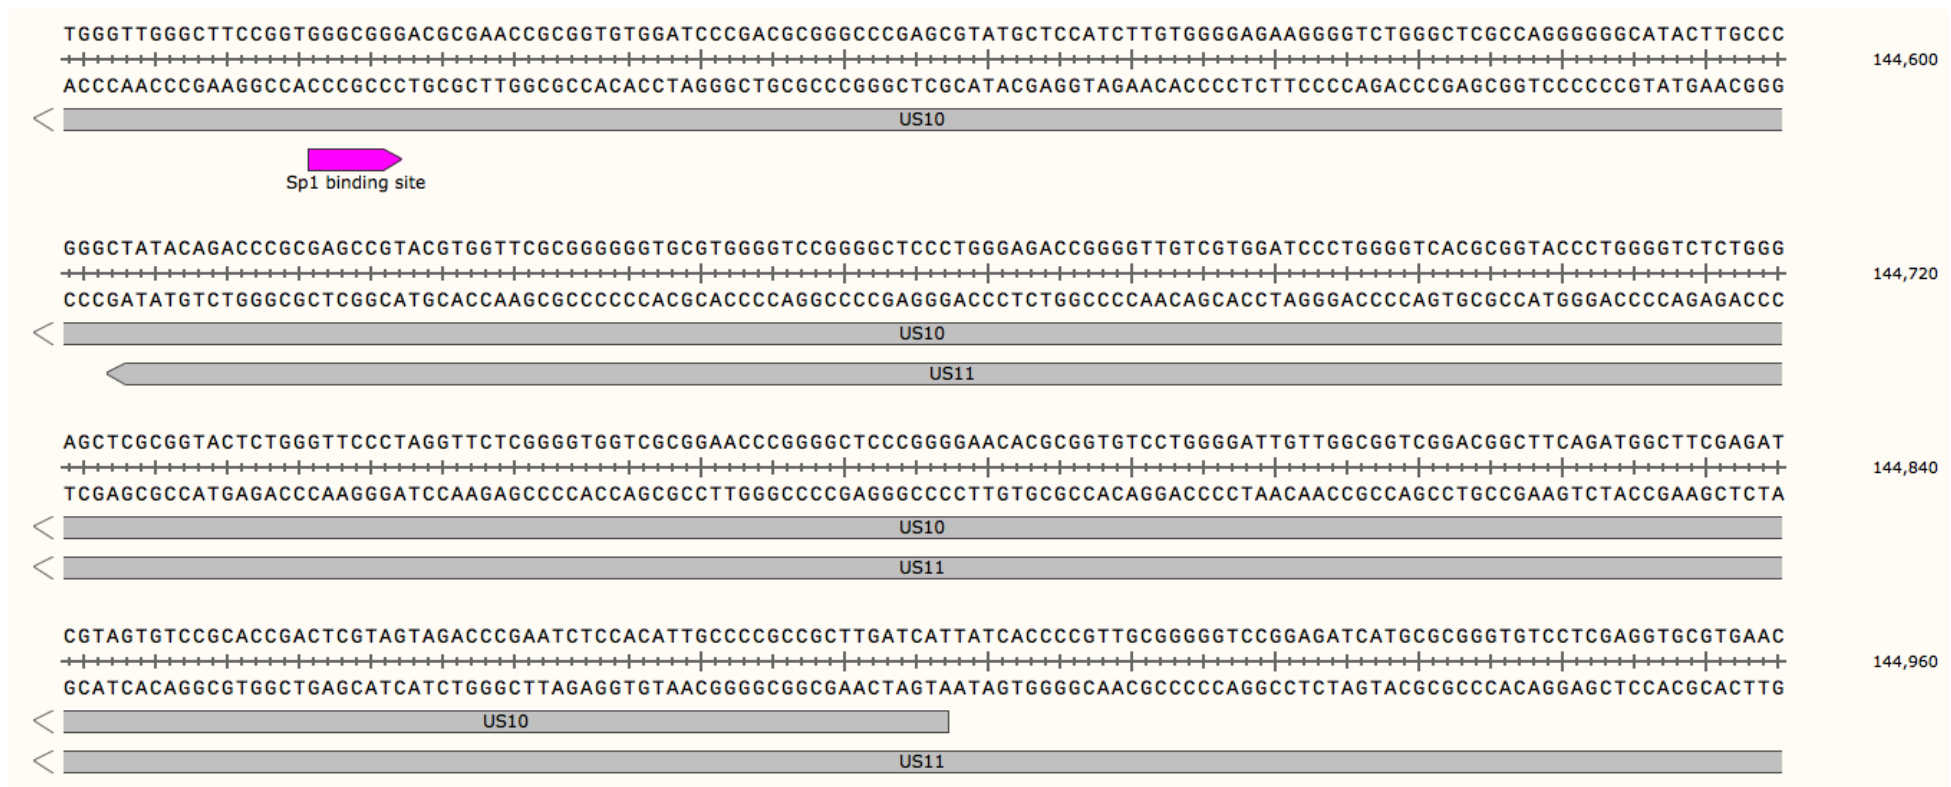 TGGGTTGGGCTTCCGGTGGGCGGGACGCGAACCGCGGTGTGGATCCCGACGCGGGCCCGAGCGTATGCTCCATCTTGTGGGGAGAAGGGGTCTGGGCTCGCCAGGGGGGCATACTTGCCC
144,600
ACCCAACCCGAAGGCCACCCGCCCTGCGCTTGGCGCCACACCTAGGGCTGCGCCCGGGCTCGCATACGAGGTAGAACACCCCTCTTCCCCAGACCCGAGCGGTCCCCCCGTATGAACGGG
US10
Sp1 binding site
GGGCTATACAGACCCGCGAGCCGTACGTGGTTCGCGGGGGGTGCGTGGGGTCCGGGGCTCCCTGGGAGACCGGGGTTGTCGTGGATCCCTGGGGTCACGCGGTACCCTGGGGTCTCTGGG
144,720
CCCGATATGTCTGGGCGCTCGGCATGCACCAAGCGCCCCCCACGCACCCCAGGCCCCGAGGGACCCTCTGGCCCCAACAGCACCTAGGGACCCCAGTGCGCCATGGGACCCCAGAGACCC
US10
US11
AGCTCGCGGTACTCTGGGTTCCCTAGGTTCTCGGGGTGGTCGCGGAACCCGGGGCTCCCGGGGAACACGCGGTGTCCTGGGGATTGTTGGCGGTCGGACGGCTTCAGATGGCTTCGAGAT
144,840
TCGAGCGCCATGAGACCCAAGGGATCCAAGAGCCCCACCAGCGCCTTGGGCCCCGAGGGCCCCTTGTGCGCCACAGGACCCCTAACAACCGCCAGCCTGCCGAAGTCTACCGAAGCTCTA
US10
US11
CGTAGTGTCCGCACCGACTCGTAGTAGACCCGAATCTCCACATTGCCCCGCCGCTTGATCATTATCACCCCGTTGCGGGGGTCCGGAGATCATGCGCGGGTGTCCTCGAGGTGCGTGAAC
144,960
GCATCACAGGCGTGGCTGAGCATCATCTGGGCTTAGAGGTGTAACGGGGCGGCGAACTAGTAATAGTGGGGCAACGCCCCCAGGCCTCTAGTACGCGCCCACAGGAGCTCCACGCACTTG
US10
US11